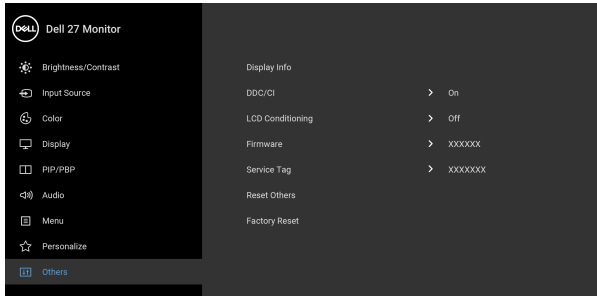 DELL Dell 27 Monitor
Brightness/Contrast Display Info
Input Source DDC/CI On
Color LCD Conditioning Off
Display Firmware XXXXXX
PIP/PBP Service Tag XXXXXXX
Audio Reset Others
Menu Factory Reset
Personalize
Others